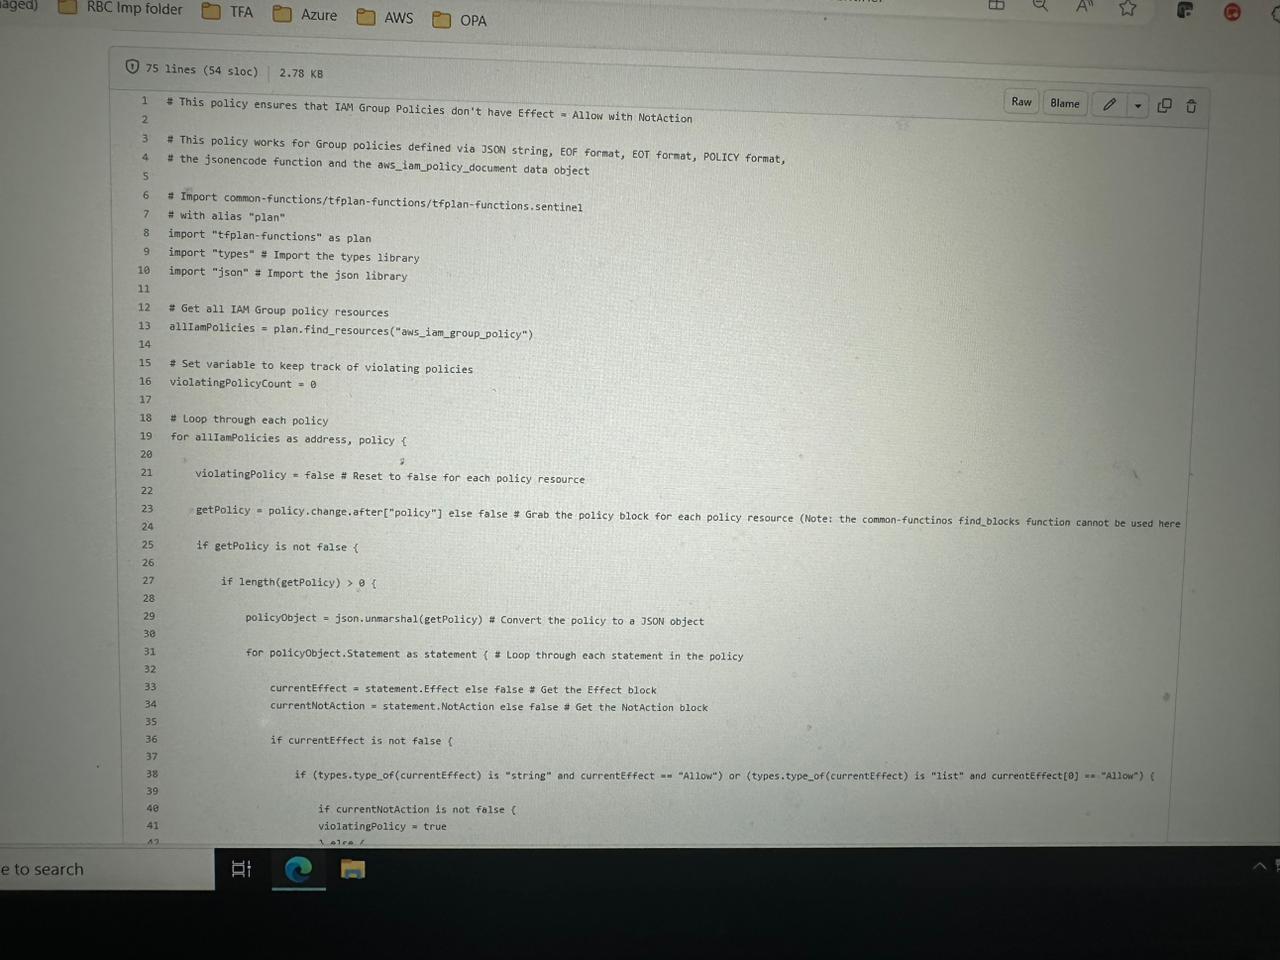 aged)
RBC Imp folder
TFA
Azure
AWS
OPA
75 lines (54 sloc) | 2.78 KB
Raw
Blame
1 # This policy ensures that IAM Group Policies don't have Effect = Allow with NotAction
2
3 # This policy works for Group policies defined via JSON string, EOF format, EOT format, POLICY format,
4 # the jsonencode function and the aws_iam_policy_document data object
5
6 # Import common-functions/tfplan-functions/tfplan-functions.sentinel
7 # with alias "plan"
8 import "tfplan-functions" as plan
9 import "types" # Import the types library
10 import "json" # Import the json library
11
12 # Get all IAM Group policy resources
13 allIamPolicies = plan.find_resources("aws_iam_group_policy")
14
15 # Set variable to keep track of violating policies
16 violatingPolicyCount = 0
17
18 # Loop through each policy
19 for allIamPolicies as address, policy {
20
21 violatingPolicy = false # Reset to false for each policy resource
22
23 getPolicy = policy.change.after["policy"] else false # Grab the policy block for each policy resource (Note: the common-functinos find_blocks function cannot be used here
24
25 if getPolicy is not false {
26
27 if length(getPolicy) > 0 {
28
29 policyObject = json.unmarshal(getPolicy) # Convert the policy to a JSON object
30
31 for policyObject.Statement as statement { # Loop through each statement in the policy
32
33 currentEffect = statement.Effect else false # Get the Effect block
34 currentNotAction = statement.NotAction else false # Get the NotAction block
35
36 if currentEffect is not false {
37
38 if (types.type_of(currentEffect) is "string" and currentEffect == "Allow") or (types.type_of(currentEffect) is "list" and currentEffect[0] == "Allow") {
39
40 if currentNotAction is not false {
41 violatingPolicy = true
42 } else {
e to search